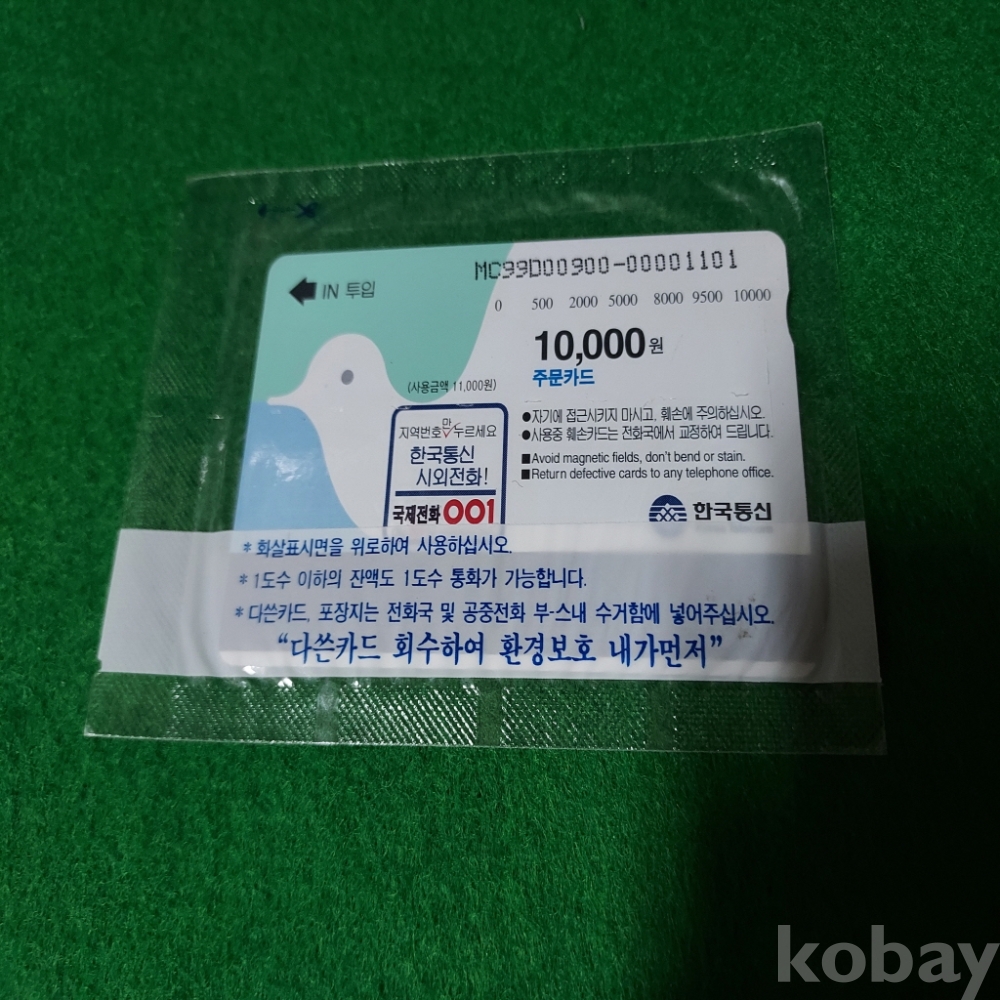 MC99D00900-00001101
IN 투입
0 500 2000 5000 8000 9500 10000
10,000원
주문카드
(사용금액 11,000원)
●자기에 접근시키지 마시고, 훼손에 주의하십시오.
●사용중 훼손카드는 전화국에서 교정하여 드립니다.
■Avoid magnetic fields, don't bend or stain.
■Return defective cards to any telephone office.
지역번호만누르세요
한국통신
시외전화!
국제전화 001
한국통신
*화살표시면을 위로하여 사용하십시오.
*1도수 이하의 잔액도 1도수 통화가 가능합니다.
*다쓴카드, 포장지는 전화국 및 공중전화 부-스내 수거함에 넣어주십시오.
“다쓴카드 회수하여 환경보호 내가먼저”
kobay